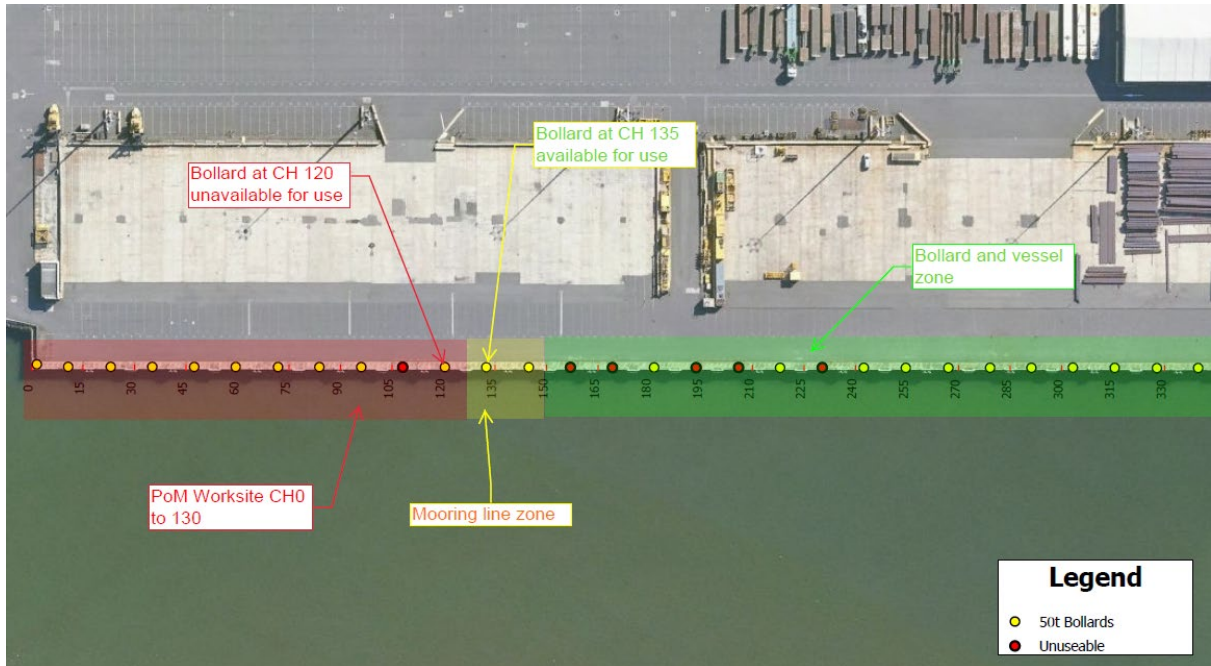 Bollard at CH 135
available for use
Bollard at CH 120
unavailable for use
Bollard and vessel
zone
0
15
30
45
60
75
90
105
120
135
150
165
180
195
210
225
240
255
270
285
300
315
330
PoM Worksite CH0
to 130
Mooring line zone
Legend
50t Bollards
Unuseable